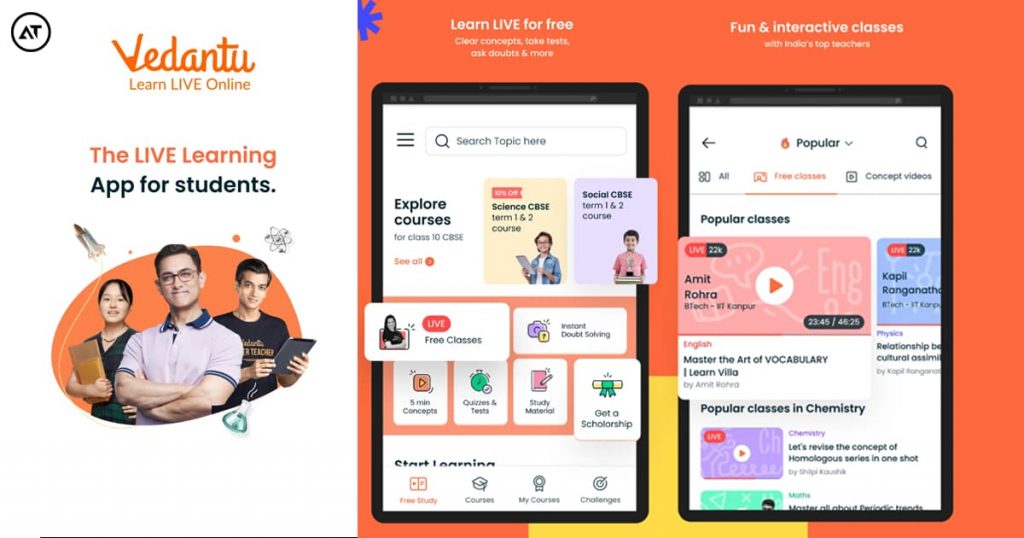 AT
Vedantu
Learn LIVE Online
The LIVE Learning
App for students.
Vedantu
TEACHER
Learn LIVE for free
Clear concepts, take tests,
ask doubts & more
Search Topic here
Explore
courses
for class 10 CBSE
See all
10% Off
Science CBSE
term 1 & 2
course
Social CBSE
term 1 & 2
course
LIVE
Free Classes
Instant
Doubt Solving
5 min
Concepts
Quizzes &
Tests
Study
Material
Get a
Scholorship
Start Learning
Free Study
Courses
My Courses
Challenges
Fun & interactive classes
with India's top teachers
Popular
All
Free classes
Concept videos
Popular classes
LIVE 22k
Amit
Rohra
BTech - IIT Kanpur
Eng
23:45 / 46:25
English
Master the Art of VOCABULARY
| Learn Villa
by Amit Rohra
LIVE 22k
Kapil
Ranganatha
BTech - IIT Kanpur
Physics
Relationship be
cultural assimil
by Kapil Ranganat
Popular classes in Chemistry
LIVE
Chemistry
Let's revise the concept of
Homologous series in one shot
by Shilpi Kaushik
Maths
Master all about Periodic trends